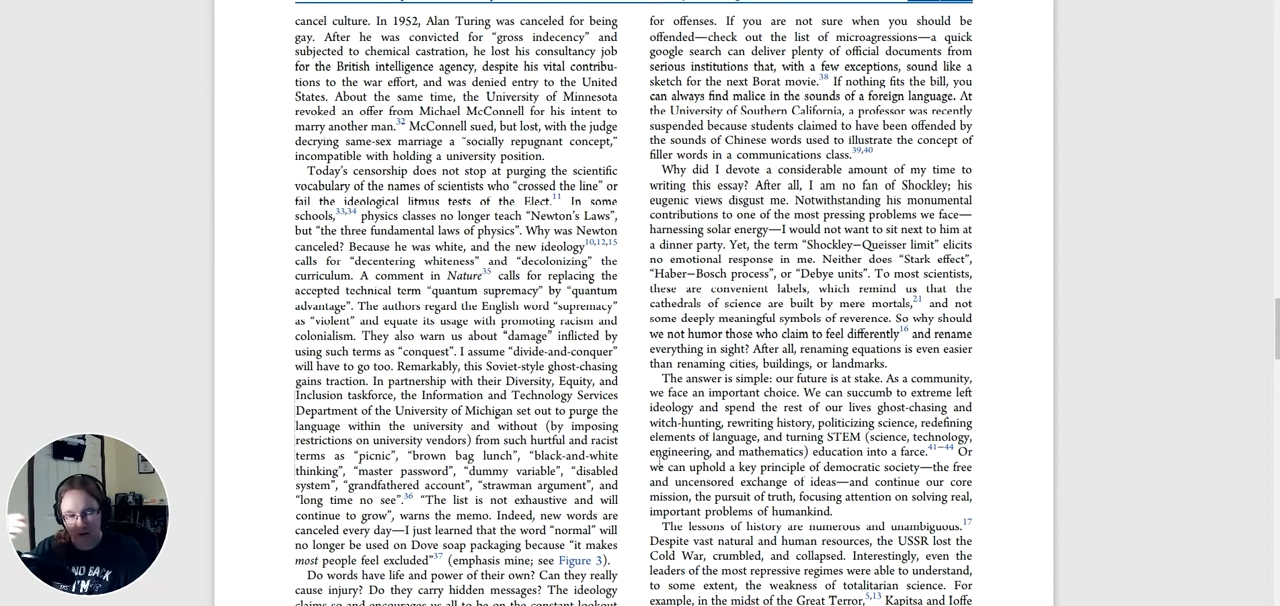 cancel culture. In 1952, Alan Turing was canceled for being
gay. After he was convicted for “gross indecency” and
subjected to chemical castration, he lost his consultancy job
for the British intelligence agency, despite his vital contribu-
tions to the war effort, and was denied entry to the United
States. About the same time, the University of Minnesota
revoked an offer from Michael McConnell for his intent to
marry another man.32 McConnell sued, but lost, with the judge
decrying same-sex marriage a “socially repugnant concept,”
incompatible with holding a university position.
Today's censorship does not stop at purging the scientific
vocabulary of the names of scientists who “crossed the line” or
fail the ideological litmus tests of the Elect.11 In some
schools,33,34 physics classes no longer teach “Newton's Laws”,
but “the three fundamental laws of physics”. Why was Newton
canceled? Because he was white, and the new ideology10,12,15
calls for “decentering whiteness” and “decolonizing” the
curriculum. A comment in Nature35 calls for replacing the
accepted technical term “quantum supremacy” by “quantum
advantage”. The authors regard the English word “supremacy”
as “violent” and equate its usage with promoting racism and
colonialism. They also warn us about “damage” inflicted by
using such terms as “conquest”. I assume “divide-and-conquer”
will have to go too. Remarkably, this Soviet-style ghost-chasing
gains traction. In partnership with their Diversity, Equity, and
Inclusion taskforce, the Information and Technology Services
Department of the University of Michigan set out to purge the
language within the university and without (by imposing
restrictions on university vendors) from such hurtful and racist
terms as “picnic”, “brown bag lunch”, “black-and-white
thinking”, “master password”, “dummy variable”, “disabled
system”, “grandfathered account”, “strawman argument”, and
“long time no see”.36 “The list is not exhaustive and will
continue to grow”, warns the memo. Indeed, new words are
canceled every day—I just learned that the word “normal” will
no longer be used on Dove soap packaging because “it makes
most people feel excluded”37 (emphasis mine; see Figure 3).
Do words have life and power of their own? Can they really
cause injury? Do they carry hidden messages? The ideology
claims so and encourages us all to be on the constant lookout
for offenses. If you are not sure when you should be
offended—check out the list of microagressions—a quick
google search can deliver plenty of official documents from
serious institutions that, with a few exceptions, sound like a
sketch for the next Borat movie.38 If nothing fits the bill, you
can always find malice in the sounds of a foreign language. At
the University of Southern California, a professor was recently
suspended because students claimed to have been offended by
the sounds of Chinese words used to illustrate the concept of
filler words in a communications class.39,40
Why did I devote a considerable amount of my time to
writing this essay? After all, I am no fan of Shockley; his
eugenic views disgust me. Notwithstanding his monumental
contributions to one of the most pressing problems we face—
harnessing solar energy—I would not want to sit next to him at
a dinner party. Yet, the term “Shockley−Queisser limit” elicits
no emotional response in me. Neither does “Stark effect”,
“Haber−Bosch process”, or “Debye units”. To most scientists,
these are convenient labels, which remind us that the
cathedrals of science are built by mere mortals,21 and not
some deeply meaningful symbols of reverence. So why should
we not humor those who claim to feel differently16 and rename
everything in sight? After all, renaming equations is even easier
than renaming cities, buildings, or landmarks.
The answer is simple: our future is at stake. As a community,
we face an important choice. We can succumb to extreme left
ideology and spend the rest of our lives ghost-chasing and
witch-hunting, rewriting history, politicizing science, redefining
elements of language, and turning STEM (science, technology,
engineering, and mathematics) education into a farce.41−44 Or
we can uphold a key principle of democratic society—the free
and uncensored exchange of ideas—and continue our core
mission, the pursuit of truth, focusing attention on solving real,
important problems of humankind.
The lessons of history are numerous and unambiguous.17
Despite vast natural and human resources, the USSR lost the
Cold War, crumbled, and collapsed. Interestingly, even the
leaders of the most repressive regimes were able to understand,
to some extent, the weakness of totalitarian science. For
example, in the midst of the Great Terror,5,13 Kapitsa and Ioffe
BACK
I'M